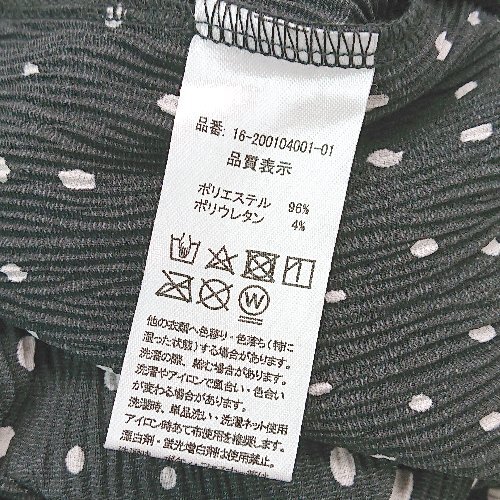 品番: 16-200104001-01
品質表示
ポリエステル 96%
ポリウレタン 4%
W
他の衣類へ色移り・色落ち(特に
湿った状態)する場合があります。
洗濯の際、縮む場合があります。
洗濯やアイロンで風合い・色合い
が変わる場合があります。
洗濯時、単品洗い・洗濯ネット使用
アイロン時あて布使用を推奨します。
漂白剤・蛍光増白剤は使用禁止